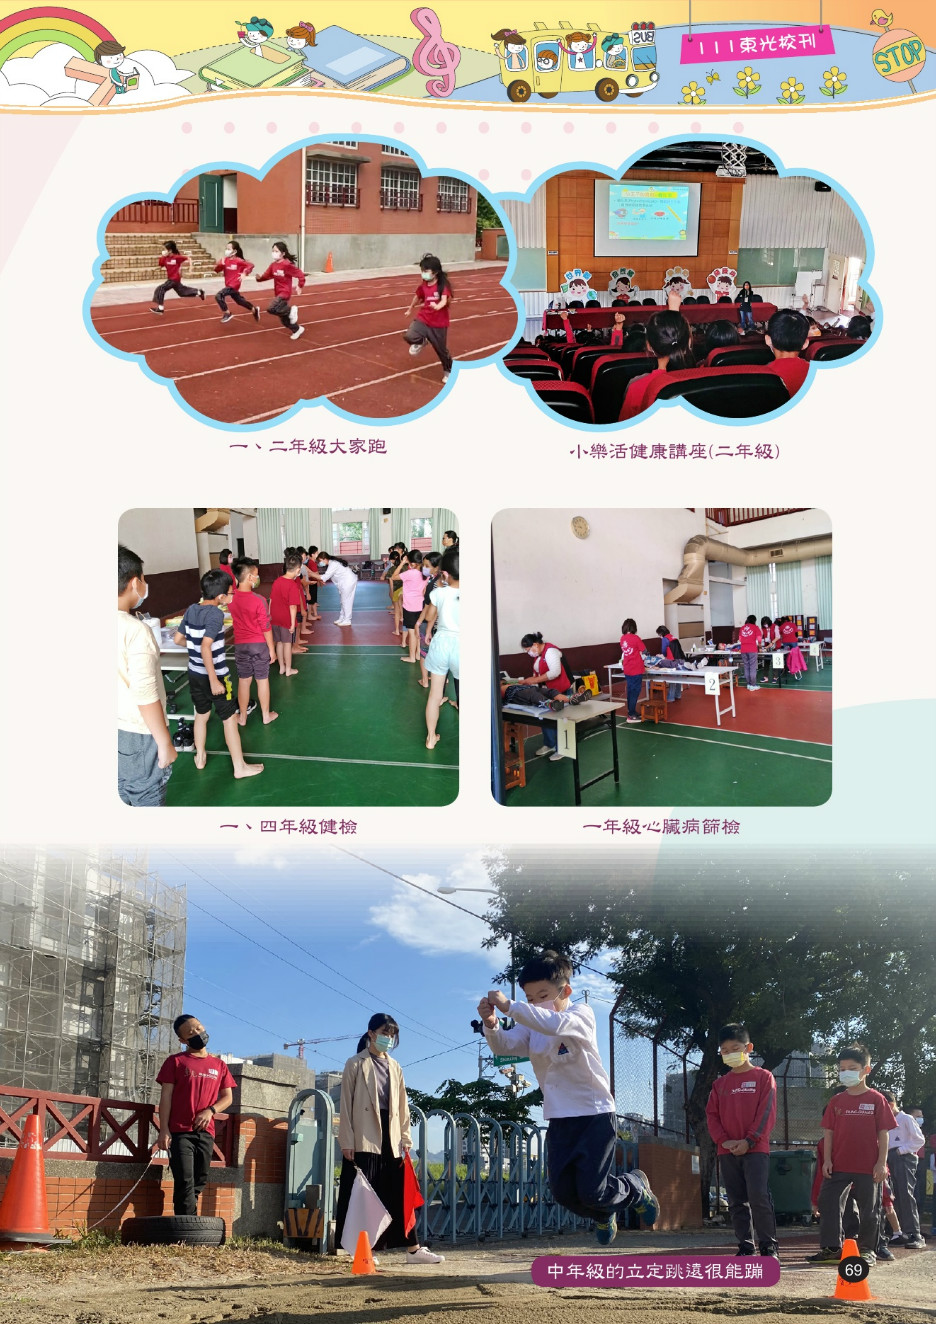 111東光校刊
STOP
BUS
一、二年級大家跑
小樂活健康講座(二年級)
1
2
3
一、四年級健檢
一年級心臟病篩檢
中年級的立定跳遠很能蹦
69